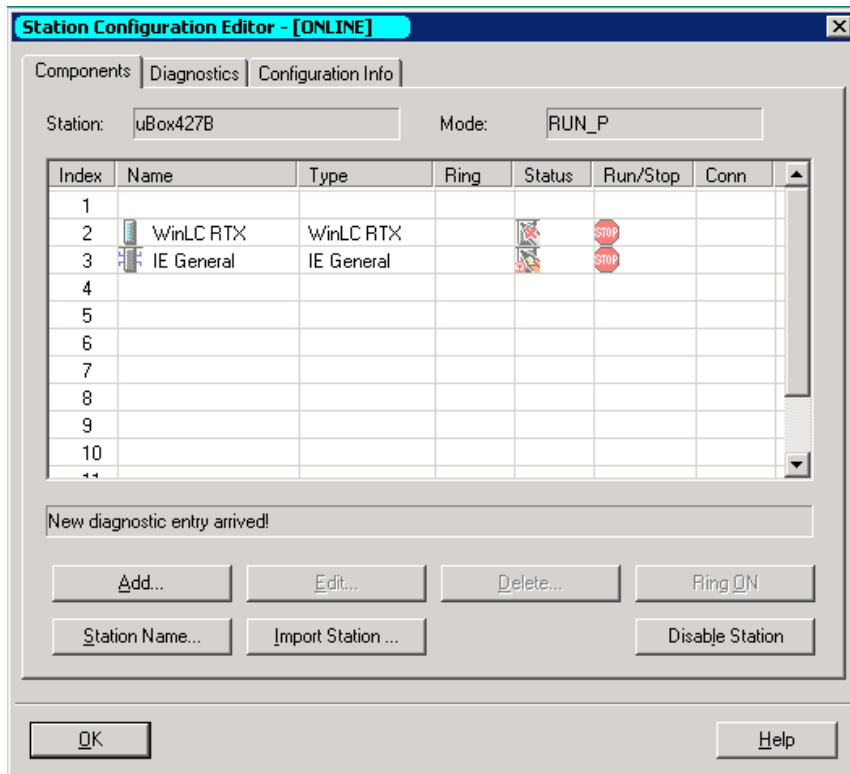 Station Configuration Editor - [ONLINE]
Components Diagnostics Configuration Info
Station: uBox427B Mode: RUN_P
Index Name Type Ring Status Run/Stop Conn
1
2 WinLC RTX WinLC RTX STOP
3 IE General IE General STOP
4
5
6
7
8
9
10
11
New diagnostic entry arrived!
Add... Edit... Delete... Ring ON
Station Name... Import Station ... Disable Station
OK Help